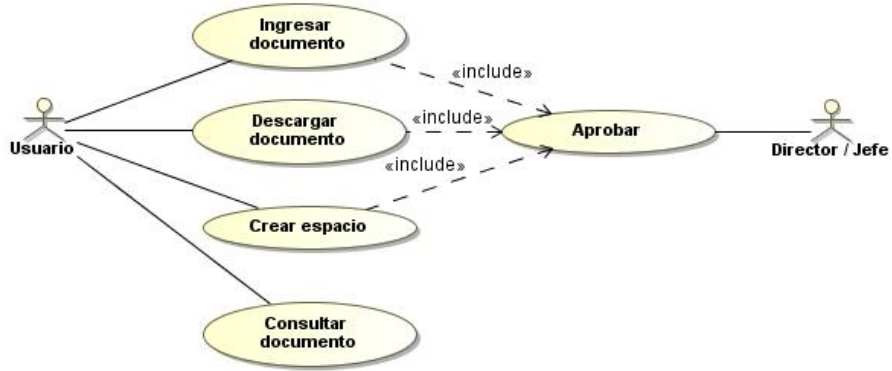 Ingresar
documento
«include»
Descargar
documento
«include»
Aprobar
Usuario
Director / Jefe
«include»
Crear espacio
Consultar
documento